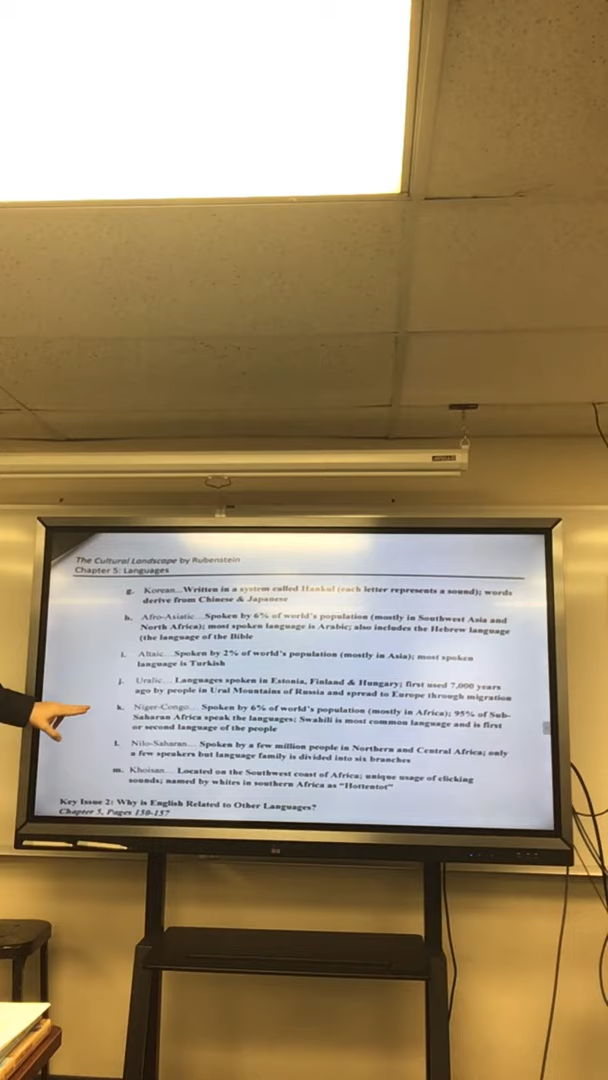 The Cultural Landscape by Rubenstein
Chapter 5: Languages
g. Korean...Written in a system called Hankul (each letter represents a sound); words
derive from Chinese & Japanese
h. Afro-Asiatic...Spoken by 6% of world's population (mostly in Southwest Asia and
North Africa); most spoken language is Arabic; also includes the Hebrew language
(the language of the Bible
i. Altaic...Spoken by 2% of world's population (mostly in Asia); most spoken
language is Turkish
j. Uralic... Languages spoken in Estonia, Finland & Hungary; first used 7,000 years
ago by people in Ural Mountains of Russia and spread to Europe through migration
k. Niger-Congo... Spoken by 6% of world's population (mostly in Africa); 95% of Sub-
Saharan Africa speak the languages; Swahili is most common language and is first
or second language of the people
l. Nilo-Saharan... Spoken by a few million people in Northern and Central Africa; only
a few speakers but language family is divided into six branches
m. Khoisan... Located on the Southwest coast of Africa; unique usage of clicking
sounds; named by whites in southern Africa as "Hottentot"
Key Issue 2: Why is English Related to Other Languages?
Chapter 5, Pages 150-157